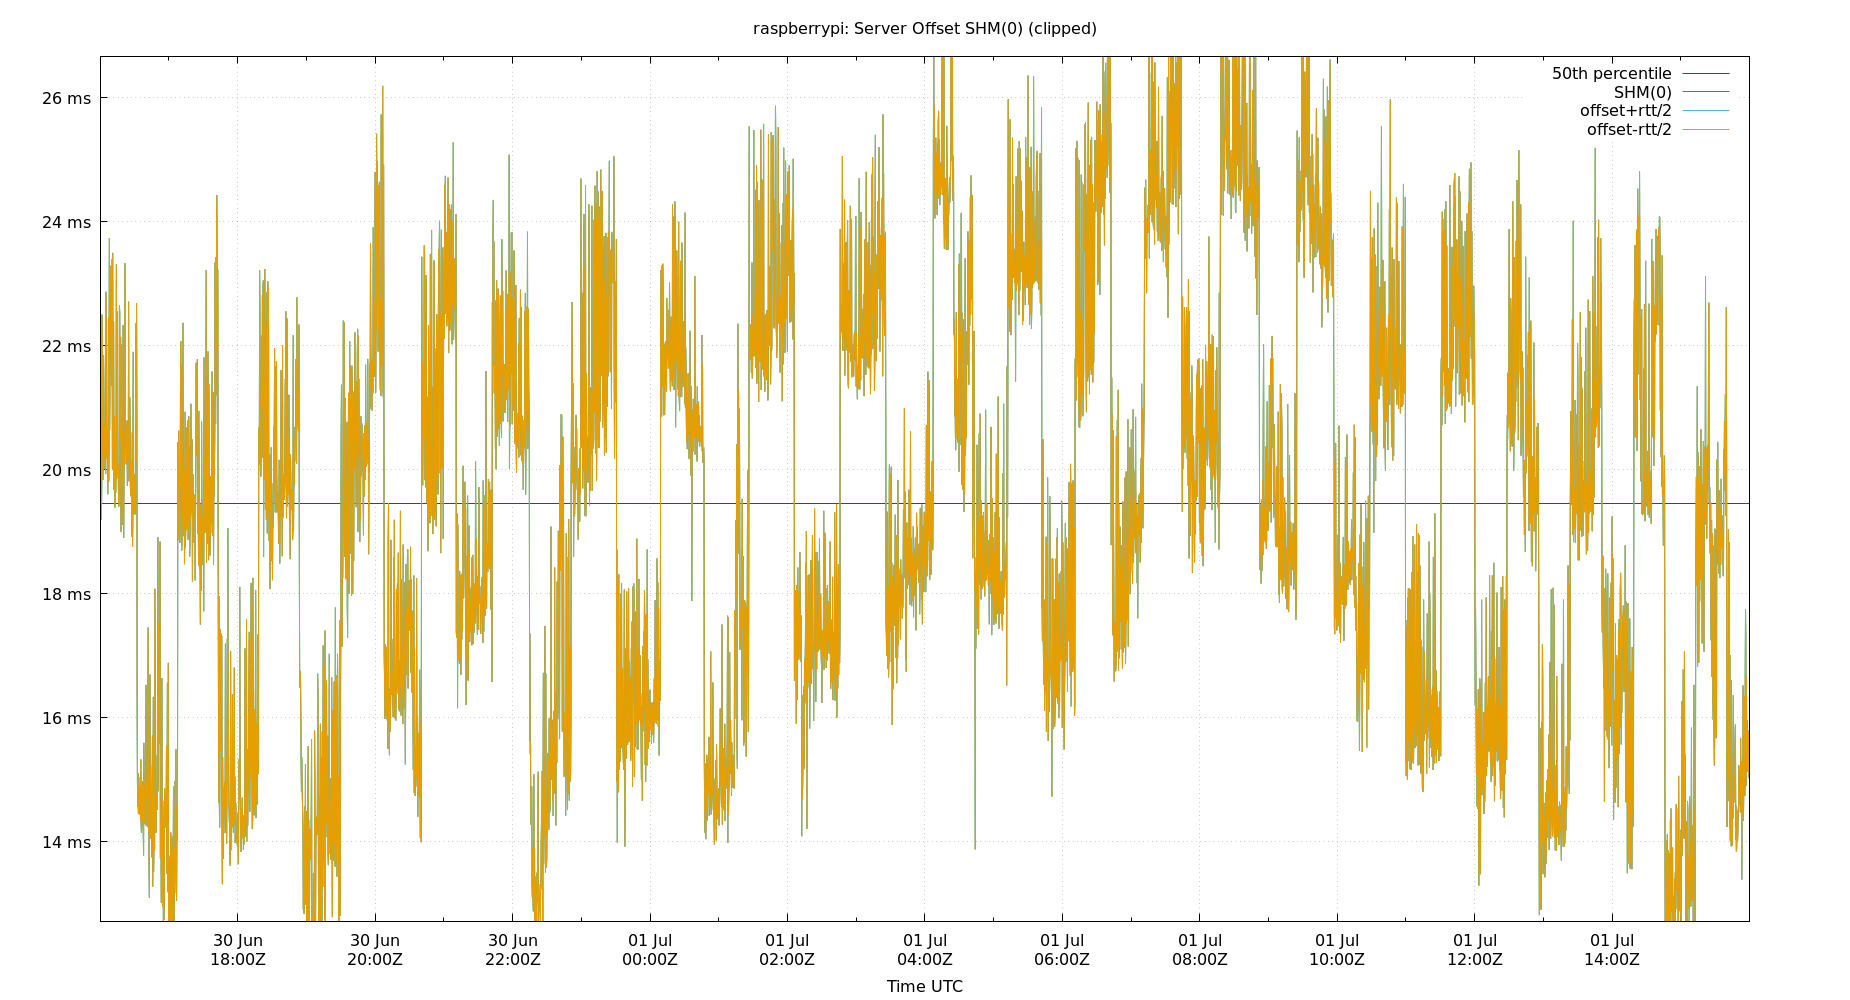 raspberrypi: Server Offset SHM(0) (clipped)
50th percentile
SHM(0)
offset+rtt/2
offset-rtt/2
26 ms
24 ms
22 ms
20 ms
18 ms
16 ms
14 ms
30 Jun 30 Jun 30 Jun 01 Jul 01 Jul 01 Jul 01 Jul 01 Jul 01 Jul 01 Jul 01 Jul
18:00Z 20:00Z 22:00Z 00:00Z 02:00Z 04:00Z 06:00Z 08:00Z 10:00Z 12:00Z 14:00Z
Time UTC